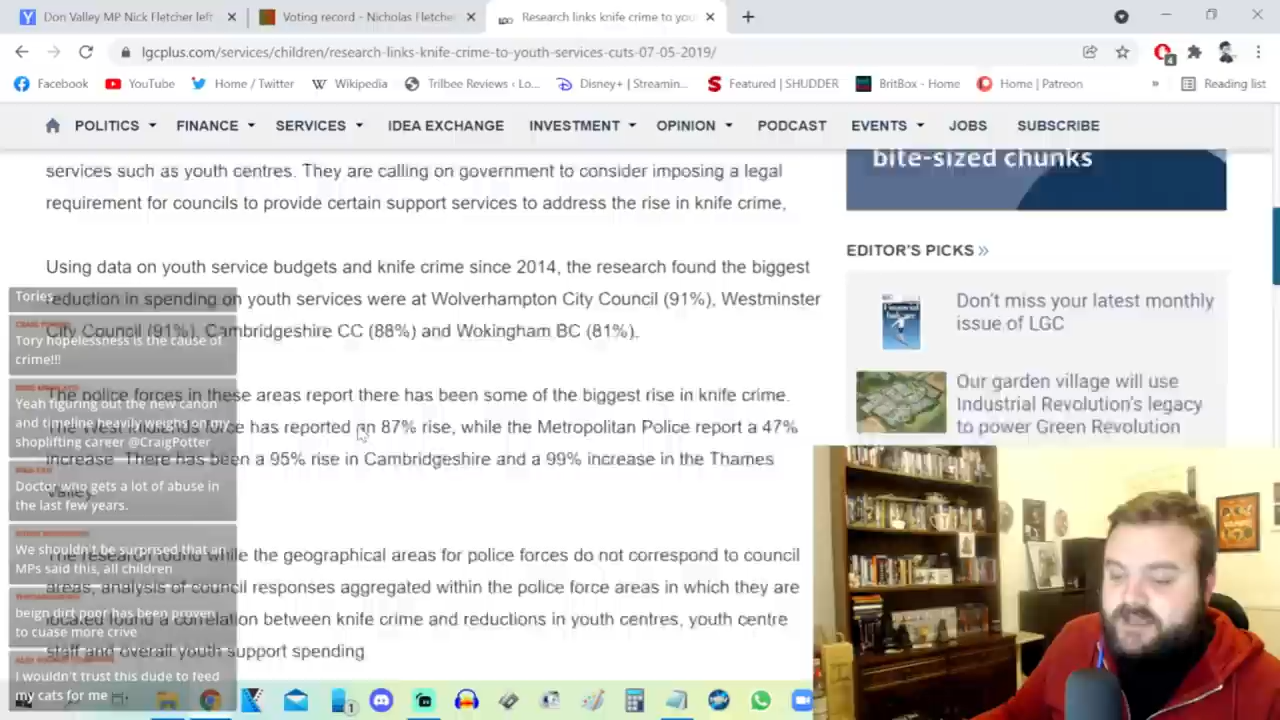 Don Valley MP Nick Fletcher left
Voting record - Nicholas Fletcher
LGC
Research links knife crime to you
lgcplus.com/services/children/research-links-knife-crime-to-youth-services-cuts-07-05-2019/
4
Facebook
YouTube
Home / Twitter
Wikipedia
Trilbee Reviews ‹ Lo...
Disney+ | Streamin...
Featured | SHUDDER
BritBox - Home
Home | Patreon
»
Reading list
POLITICS
FINANCE
SERVICES
IDEA EXCHANGE
INVESTMENT
OPINION
PODCAST
EVENTS
JOBS
SUBSCRIBE
services such as youth centres. They are calling on government to consider imposing a legal
requirement for councils to provide certain support services to address the rise in knife crime,
Using data on youth service budgets and knife crime since 2014, the research found the biggest
reduction in spending on youth services were at Wolverhampton City Council (91%), Westminster
City Council (91%), Cambridgeshire CC (88%) and Wokingham BC (81%).
The police forces in these areas report there has been some of the biggest rise in knife crime.
The West Midlands force has reported an 87% rise, while the Metropolitan Police report a 47%
increase. There has been a 95% rise in Cambridgeshire and a 99% increase in the Thames
Valley.
The research found while the geographical areas for police forces do not correspond to council
areas, analysis of council responses aggregated within the police force areas in which they are
located found a correlation between knife crime and reductions in youth centres, youth centre
staff and overall youth support spending
Tories
Tory hopelessness is the cause of
crime!!!
Yeah figuring out the new canon
and timeline heavily weighs on my
shoplifting career @CraigPotter
Doctor who gets a lot of abuse in
the last few years.
We shouldn't be surprised that an
MPs said this, all children
beign dirt poor has been proven
to cuase more crive
I wouldn't trust this dude to feed
my cats for me
bite-sized chunks
EDITOR'S PICKS »
Don't miss your latest monthly
issue of LGC
Our garden village will use
Industrial Revolution's legacy
to power Green Revolution
1